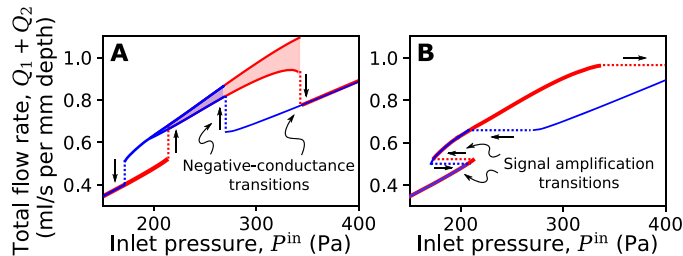 Total flow rate, Q₁ + Q₂
(ml/s per mm depth)
A
1.0
0.8
0.6
0.4
Negative-conductance
transitions
200
300
400
Inlet pressure, Pⁱⁿ (Pa)
B
1.0
0.8
0.6
0.4
Signal amplification
transitions
200
300
400
Inlet pressure, Pⁱⁿ (Pa)